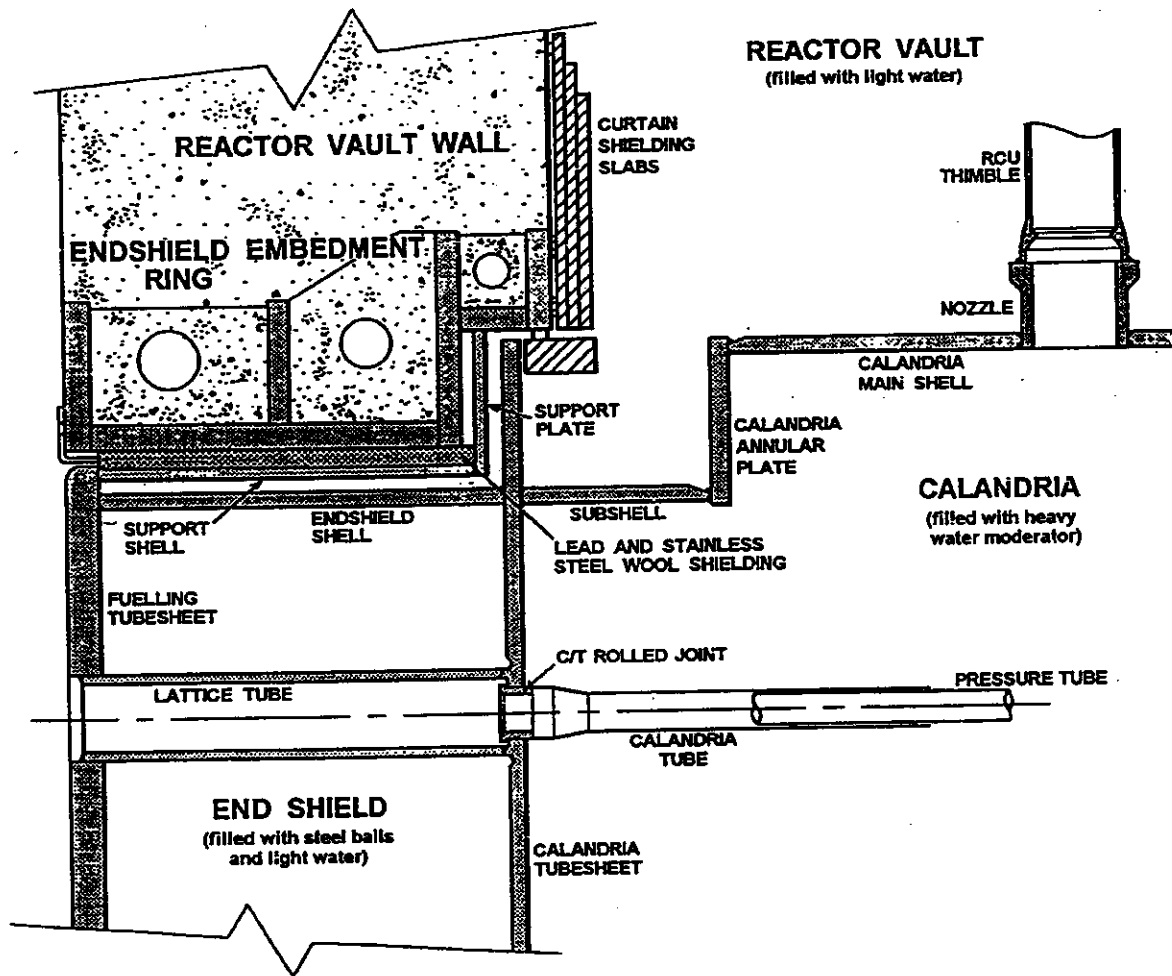 REACTOR VAULT
(filled with light water)
REACTOR VAULT WALL
CURTAIN
SHIELDING
SLABS
RCU
THIMBLE
ENDSHIELD EMBEDMENT
RING
NOZZLE
CALANDRIA
MAIN SHELL
SUPPORT
PLATE
CALANDRIA
ANNULAR
PLATE
CALANDRIA
(filled with heavy
water moderator)
SUPPORT
SHELL
ENDSHIELD
SHELL
SUBSHELL
LEAD AND STAINLESS
STEEL WOOL SHIELDING
FUELLING
TUBESHEET
C/T ROLLED JOINT
LATTICE TUBE
PRESSURE TUBE
CALANDRIA
TUBE
END SHIELD
(filled with steel balls
and light water)
CALANDRIA
TUBESHEET